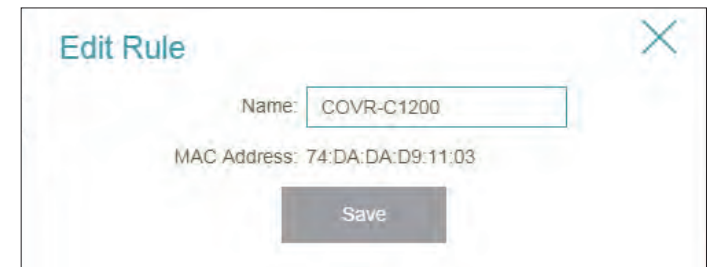 Edit Rule
Name: COVR-C1200
MAC Address: 74:DA:DA:D9:11:03
Save